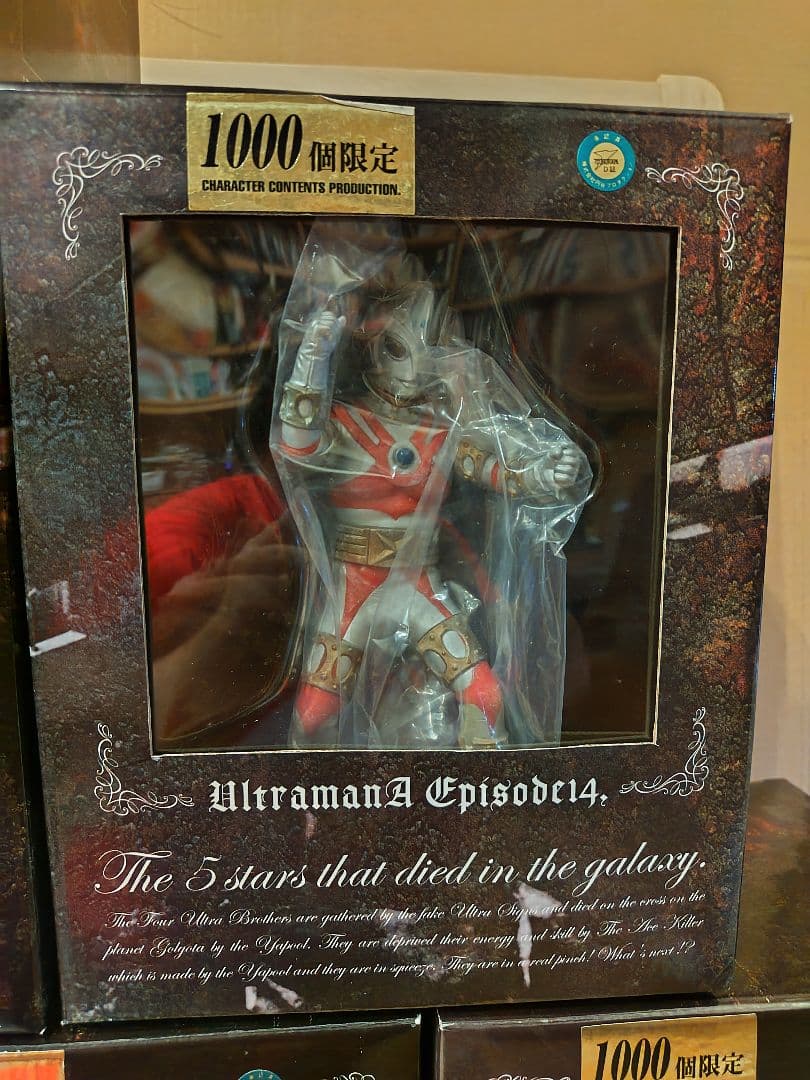 1000個限定
CHARACTER CONTENTS PRODUCTION.
UltramanA Episode14.
The 5 stars that died in the galaxy.
The Four Ultra Brothers are gathered by the fake Ultra Signs and died on the cross on the
planet Golgota by the Yapool. They are deprived their energy and skill by The Ace Killer
which is made by the Yapool and they are in squeeze. They are in a real pinch! What's next!?
1000個限定